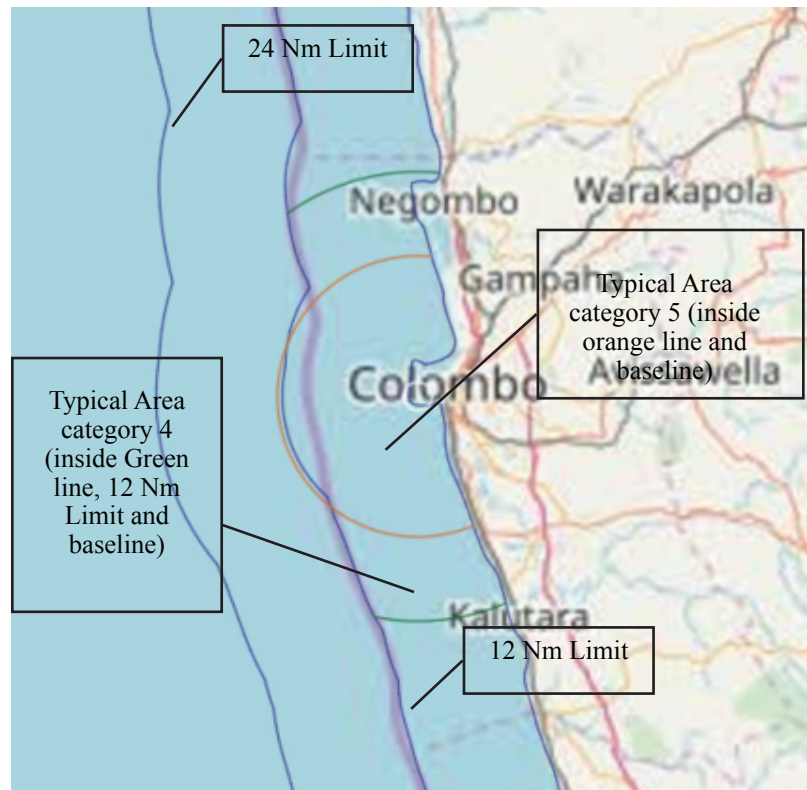 24 Nm Limit
Negombo
Warakapola
Gampaha
Typical Area
category 5 (inside
orange line and
baseline)
Colombo
Avissawella
Typical Area
category 4
(inside Green
line, 12 Nm
Limit and
baseline)
Kalutara
12 Nm Limit